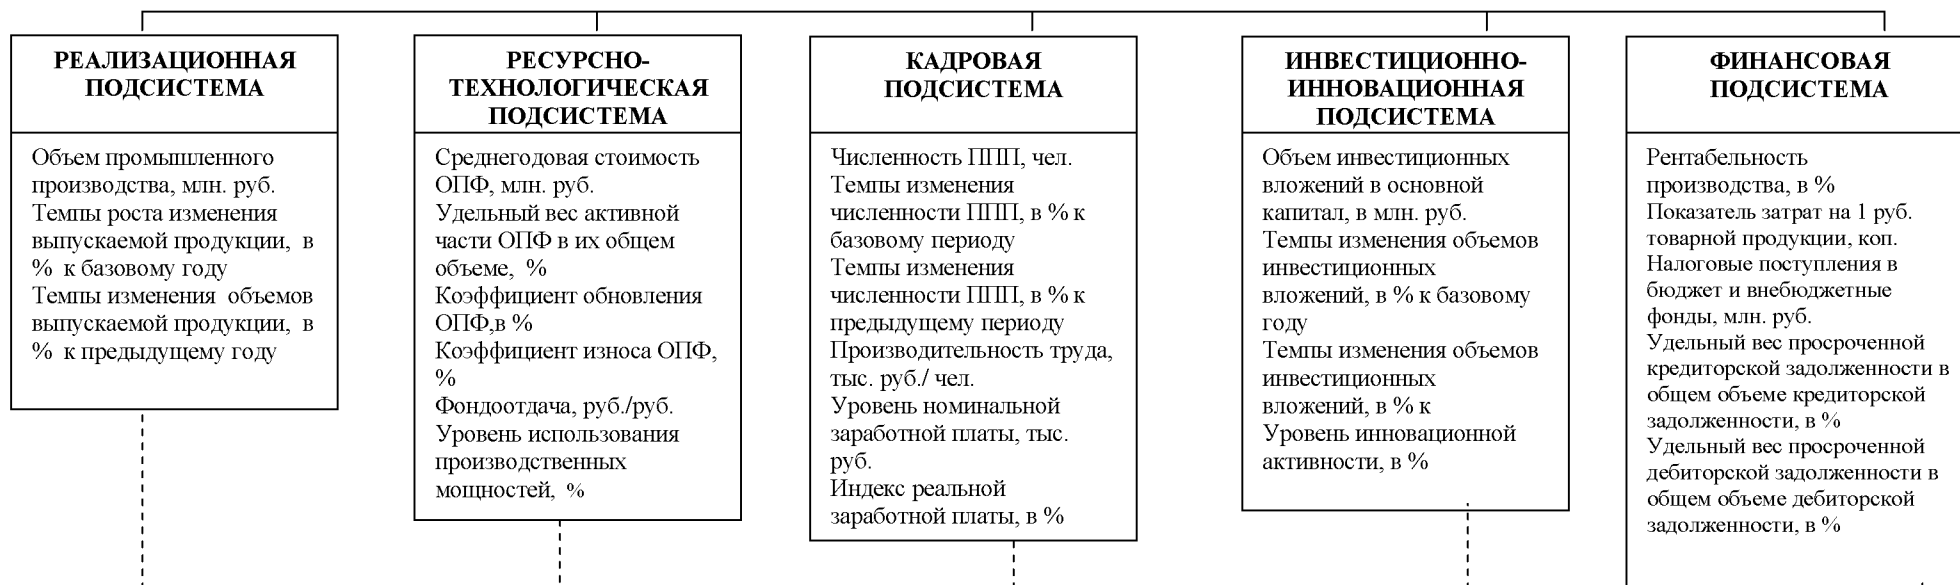 РЕАЛИЗАЦИОННАЯ
ПОДСИСТЕМА
Объем промышленного
производства, млн. руб.
Темпы роста изменения
выпускаемой продукции, в
% к базовому году
Темпы изменения объемов
выпускаемой продукции, в
% к предыдущему году
РЕСУРСНО-
ТЕХНОЛОГИЧЕСКАЯ
ПОДСИСТЕМА
Среднегодовая стоимость
ОПФ, млн. руб.
Удельный вес активной
части ОПФ в их общем
объеме, %
Коэффициент обновления
ОПФ,в %
Коэффициент износа ОПФ,
%
Фондоотдача, руб./руб.
Уровень использования
производственных
мощностей, %
КАДРОВАЯ
ПОДСИСТЕМА
Численность ППП, чел.
Темпы изменения
численности ППП, в % к
базовому периоду
Темпы изменения
численности ППП, в % к
предыдущему периоду
Производительность труда,
тыс. руб./ чел.
Уровень номинальной
заработной платы, тыс.
руб.
Индекс реальной
заработной платы, в %
ИНВЕСТИЦИОННО-
ИННОВАЦИОННАЯ
ПОДСИСТЕМА
Объем инвестиционных
вложений в основной
капитал, в млн. руб.
Темпы изменения объемов
инвестиционных
вложений, в % к базовому
году
Темпы изменения объемов
инвестиционных
вложений, в % к
Уровень инновационной
активности, в %
ФИНАНСОВАЯ
ПОДСИСТЕМА
Рентабельность
производства, в %
Показатель затрат на 1 руб.
товарной продукции, коп.
Налоговые поступления в
бюджет и внебюджетные
фонды, млн. руб.
Удельный вес просроченной
кредиторской задолженности в
общем объеме кредиторской
задолженности, в %
Удельный вес просроченной
дебиторской задолженности в
общем объеме дебиторской
задолженности, в %